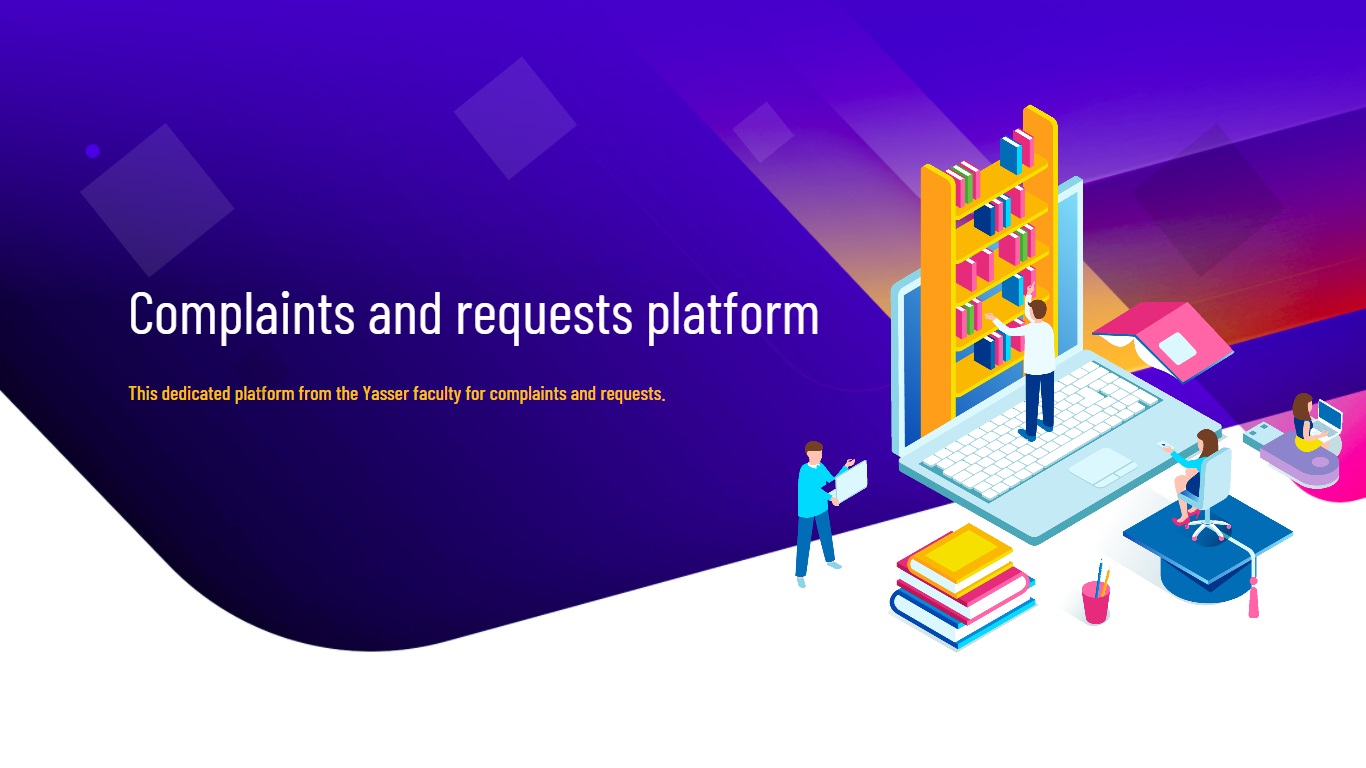 Complaints and requests platform
This dedicated platform from the Yasser faculty for complaints and requests.